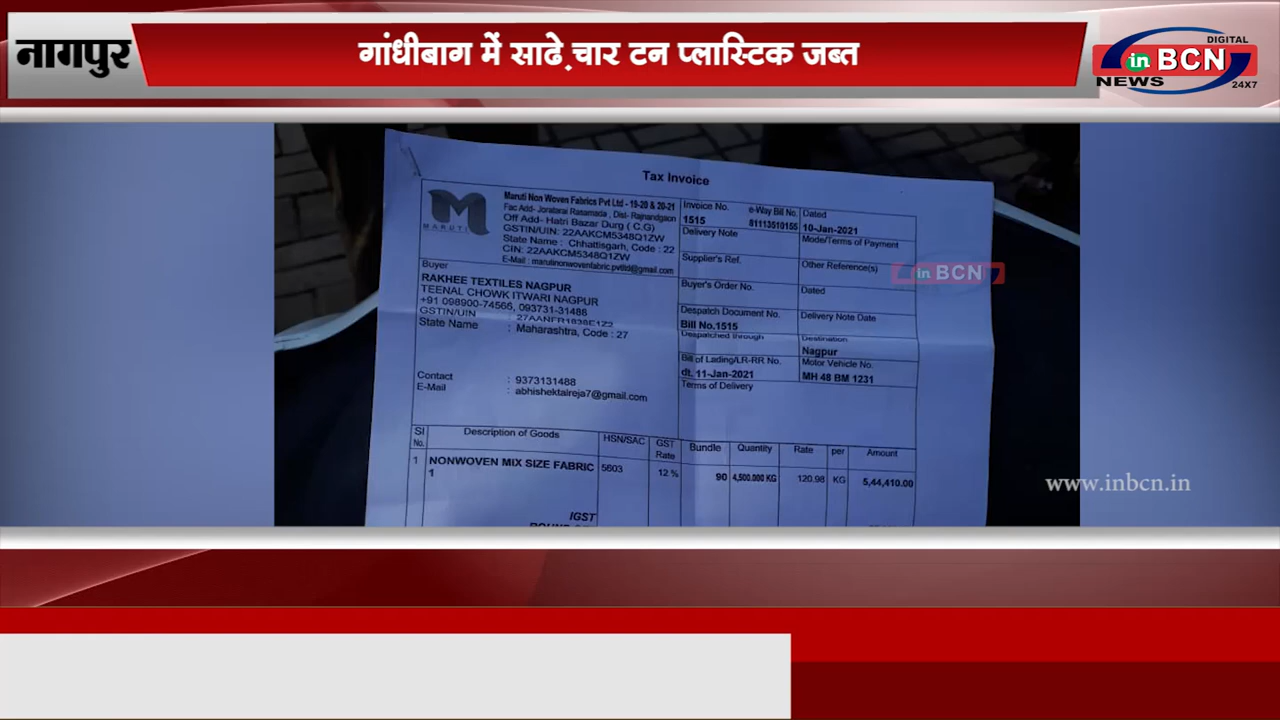 नागपुर
गांधीबाग में साढे़ चार टन प्लास्टिक जब्त
DIGITAL
in BCN
NEWS
24X7
Tax Invoice
MARUTI
Maruti Non Woven Fabrics Pvt Ltd - 19-20 & 20-21
Fac Add- Joratarai Rasamada , Dist- Rajnandgaon
Off Add- Hatri Bazar Durg ( C.G)
GSTIN/UIN: 22AAKCM5348Q1ZW
State Name : Chhattisgarh, Code : 22
CIN: 22AAKCM5348Q1ZW
E-Mail : marutinonwovenfabric.pvtltd@gmail.com
Invoice No. e-Way Bill No. Dated
1515 81113510155 10-Jan-2021
Delivery Note Mode/Terms of Payment
Supplier's Ref. Other Reference(s)
in BCN
Buyer
RAKHEE TEXTILES NAGPUR
TEENAL CHOWK ITWARI NAGPUR
+91 098900-74566, 093731-31488
GSTIN/UIN
State Name : Maharashtra, Code : 27
Contact : 9373131488
E-Mail : abhishektaireja7@gmail.com
Buyer's Order No. Dated
Despatch Document No. Delivery Note Date
Bill No.1515
Despatched through Destination
Nagpur
Bill of Lading/LR-RR No. Motor Vehicle No.
dt. 11-Jan-2021 MH 48 BM 1231
Terms of Delivery
Sl No. Description of Goods HSN/SAC GST Rate Bundle Quantity Rate per Amount
1 NONWOVEN MIX SIZE FABRIC 5603 12 % 90 4,500.000 KG 120.98 KG 5,44,410.00
1
IGST
www.inbcn.in